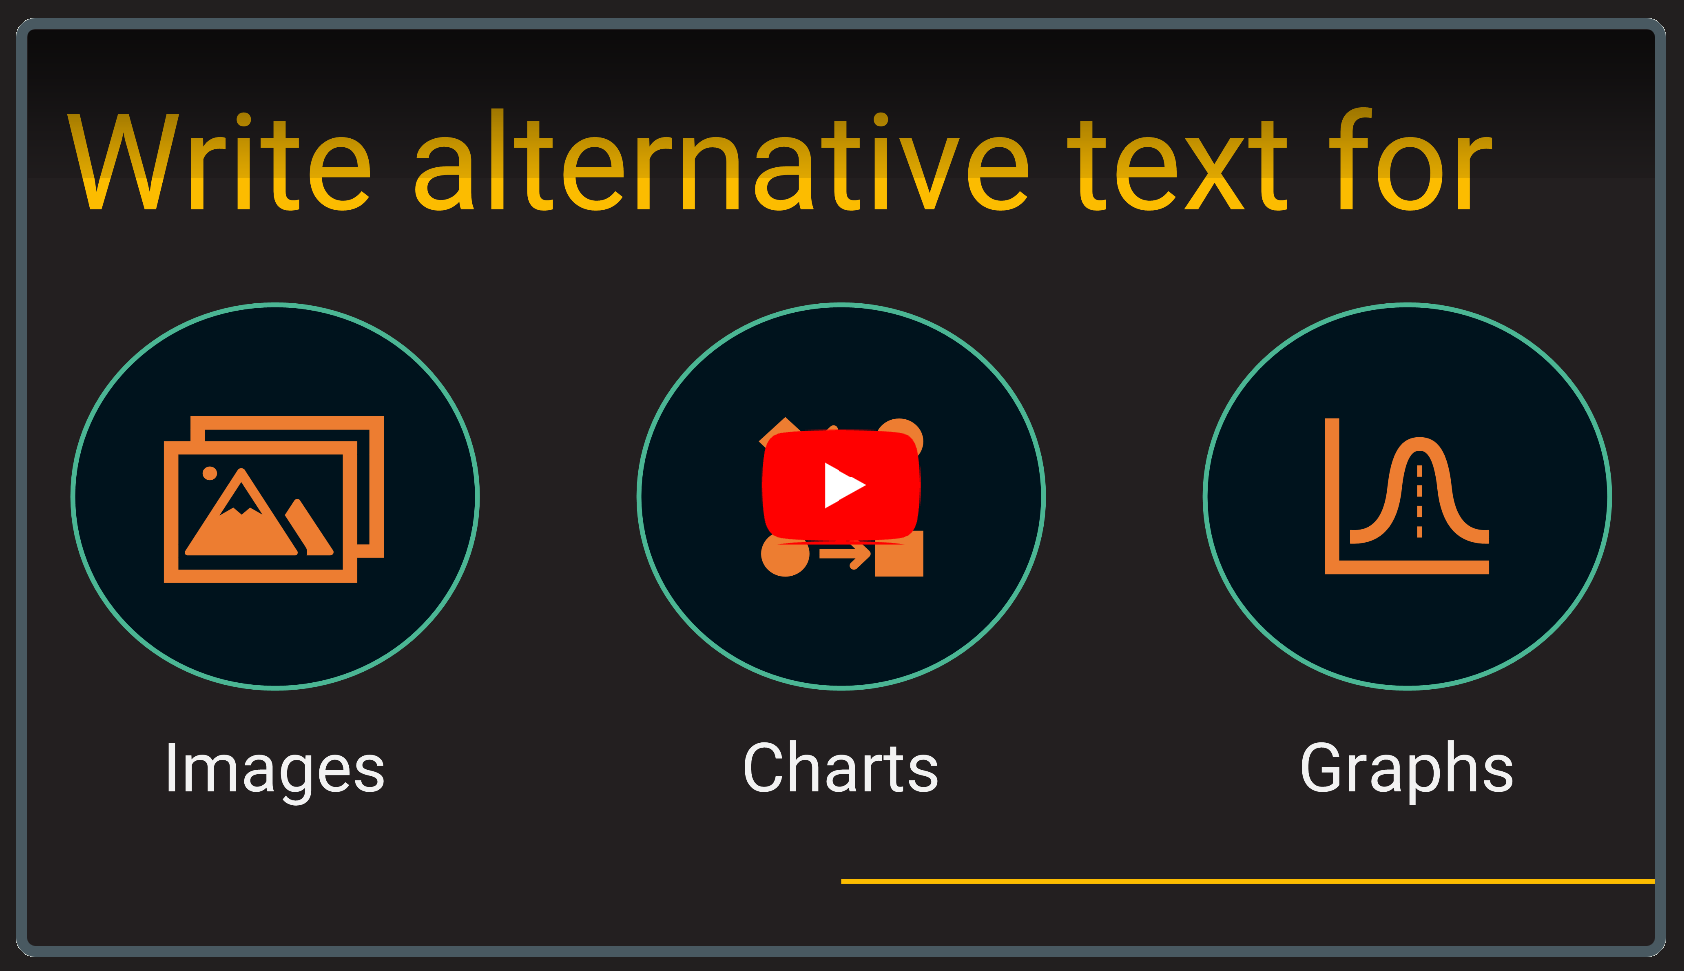 Write alternative text for
Images
Charts
Graphs